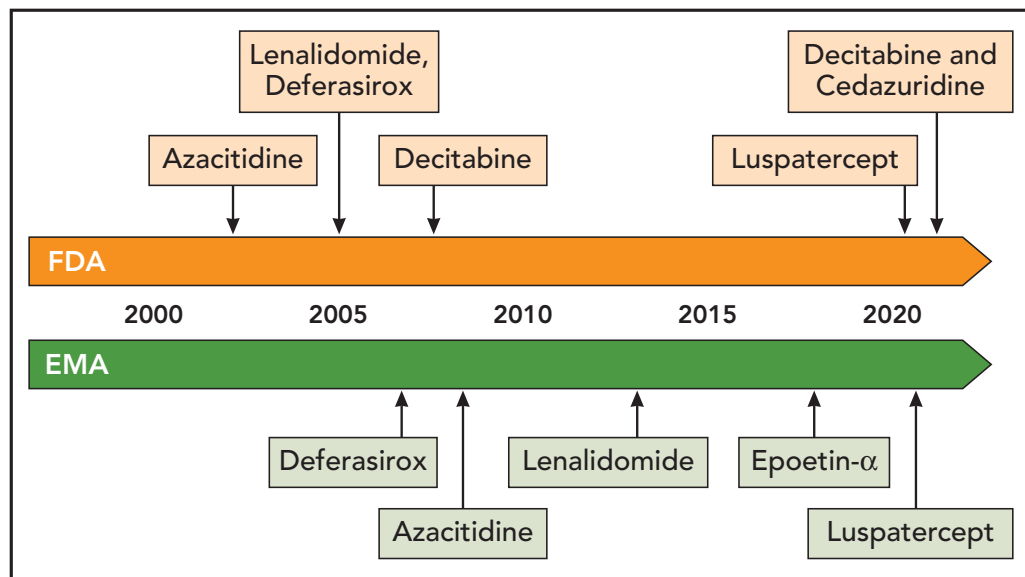 Lenalidomide,
Deferasirox
Decitabine and
Cedazuridine
Azacitidine
Decitabine
Luspatercept
FDA
2000 2005 2010 2015 2020
EMA
Deferasirox
Lenalidomide
Epoetin-α
Azacitidine
Luspatercept